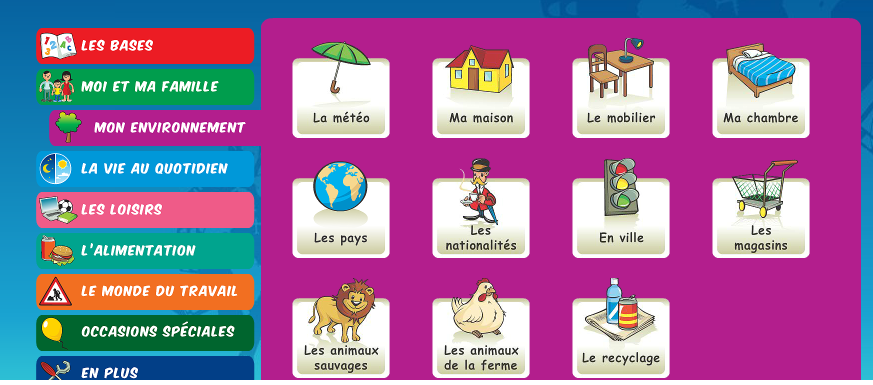 LES BASES
MOI ET MA FAMILLE
MON ENVIRONNEMENT
LA VIE AU QUOTIDIEN
LES LOISIRS
L'ALIMENTATION
LE MONDE DU TRAVAIL
OCCASIONS SPÉCIALES
EN PLUS
La météo
Ma maison
Le mobilier
Ma chambre
Les pays
Les
nationalités
En ville
Les
magasins
Les animaux
sauvages
Les animaux
de la ferme
Le recyclage